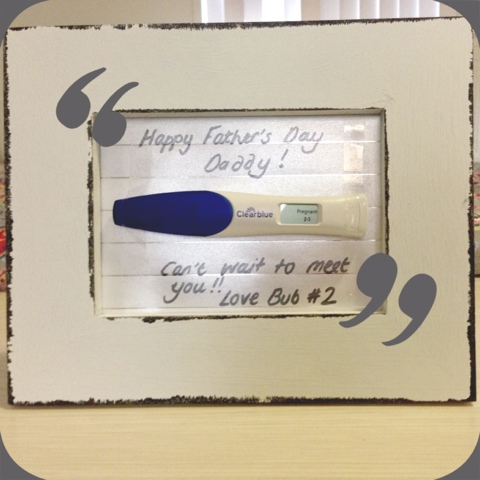 Happy Father's Day
Daddy!
Clearblue
Pregnant
2-3
Can't wait to meet
you!! Love Bub #2